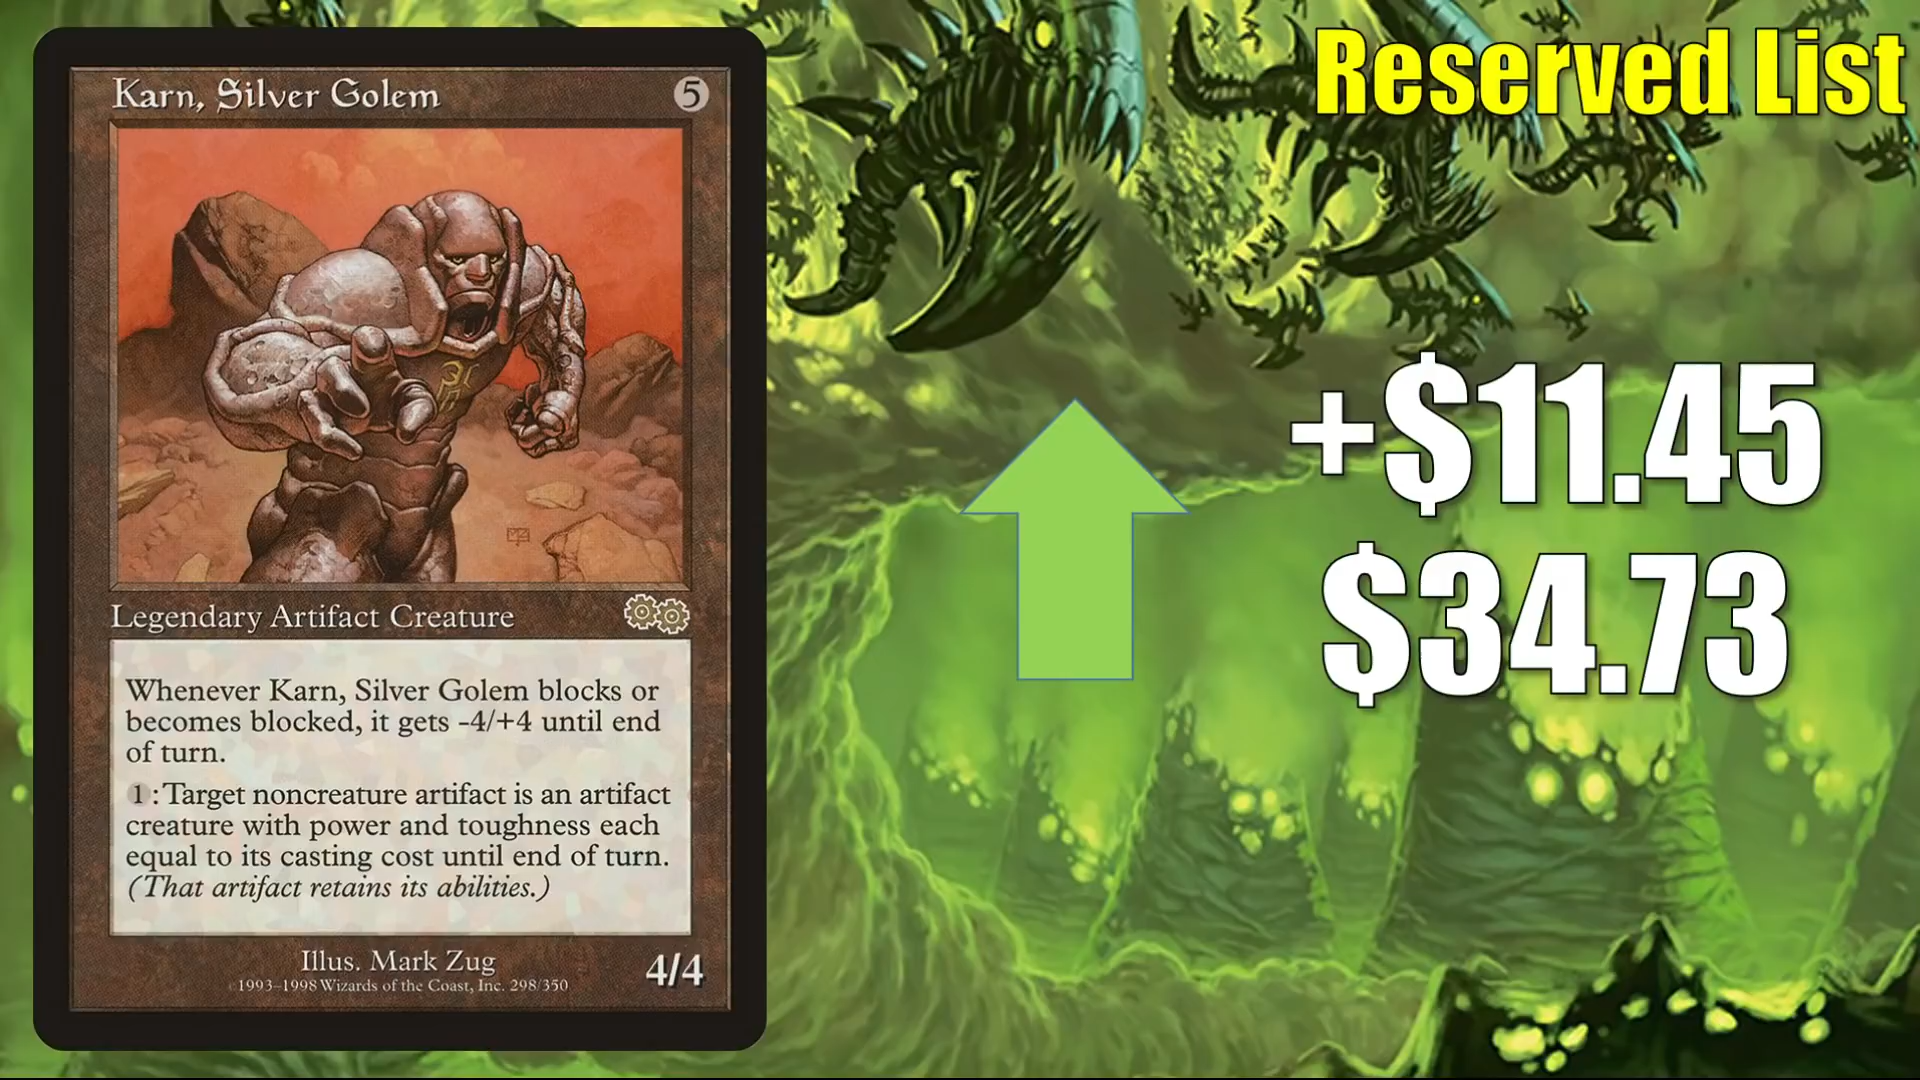 Karn, Silver Golem 5
Legendary Artifact Creature
Whenever Karn, Silver Golem blocks or
becomes blocked, it gets -4/+4 until end
of turn.
1: Target noncreature artifact is an artifact
creature with power and toughness each
equal to its casting cost until end of turn.
(That artifact retains its abilities.)
Illus. Mark Zug
1993–1998 Wizards of the Coast, Inc. 298/350
4/4
Reserved List
+$11.45
$34.73